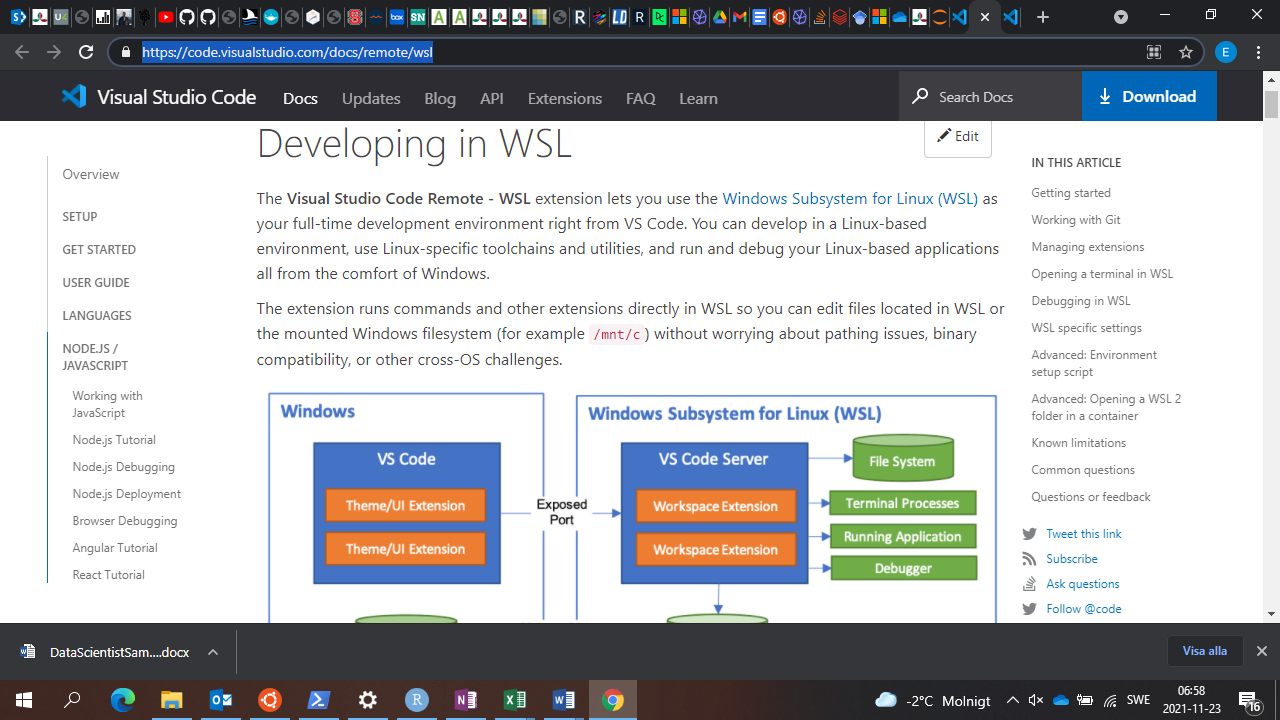 https://code.visualstudio.com/docs/remote/wsl
E
Visual Studio Code
Docs
Updates
Blog
API
Extensions
FAQ
Learn
Search Docs
Download
Overview
SETUP
GET STARTED
USER GUIDE
LANGUAGES
NODE.JS /
JAVASCRIPT
Working with
JavaScript
Node.js Tutorial
Node.js Debugging
Node.js Deployment
Browser Debugging
Angular Tutorial
React Tutorial
Developing in WSL
Edit
The Visual Studio Code Remote - WSL extension lets you use the Windows Subsystem for Linux (WSL) as
your full-time development environment right from VS Code. You can develop in a Linux-based
environment, use Linux-specific toolchains and utilities, and run and debug your Linux-based applications
all from the comfort of Windows.
The extension runs commands and other extensions directly in WSL so you can edit files located in WSL or
the mounted Windows filesystem (for example /mnt/c) without worrying about pathing issues, binary
compatibility, or other cross-OS challenges.
Windows
VS Code
Theme/UI Extension
Theme/UI Extension
Exposed
Port
Windows Subsystem for Linux (WSL)
VS Code Server
Workspace Extension
Workspace Extension
File System
Terminal Processes
Running Application
Debugger
IN THIS ARTICLE
Getting started
Working with Git
Managing extensions
Opening a terminal in WSL
Debugging in WSL
WSL specific settings
Advanced: Environment
setup script
Advanced: Opening a WSL 2
folder in a container
Known limitations
Common questions
Questions or feedback
Tweet this link
Subscribe
Ask questions
Follow @code
DataScientistSam....docx
Visa alla
-2°C Molnigt
SWE
06:58
2021-11-23
16